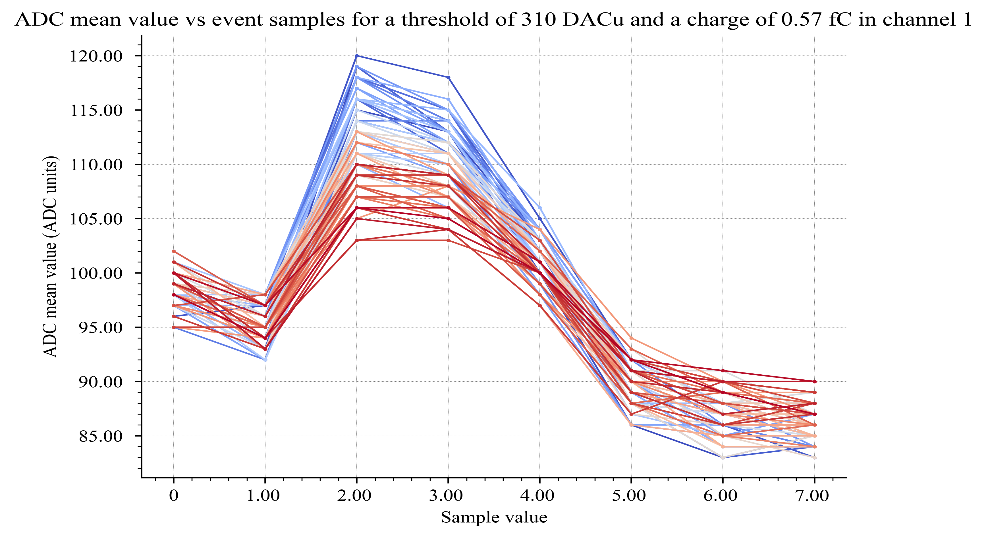 ADC mean value vs event samples for a threshold of 310 DACu and a charge of 0.57 fC in channel 1
ADC mean value (ADC units)
120.00
115.00
110.00
105.00
100.00
95.00
90.00
85.00
0 1.00 2.00 3.00 4.00 5.00 6.00 7.00
Sample value